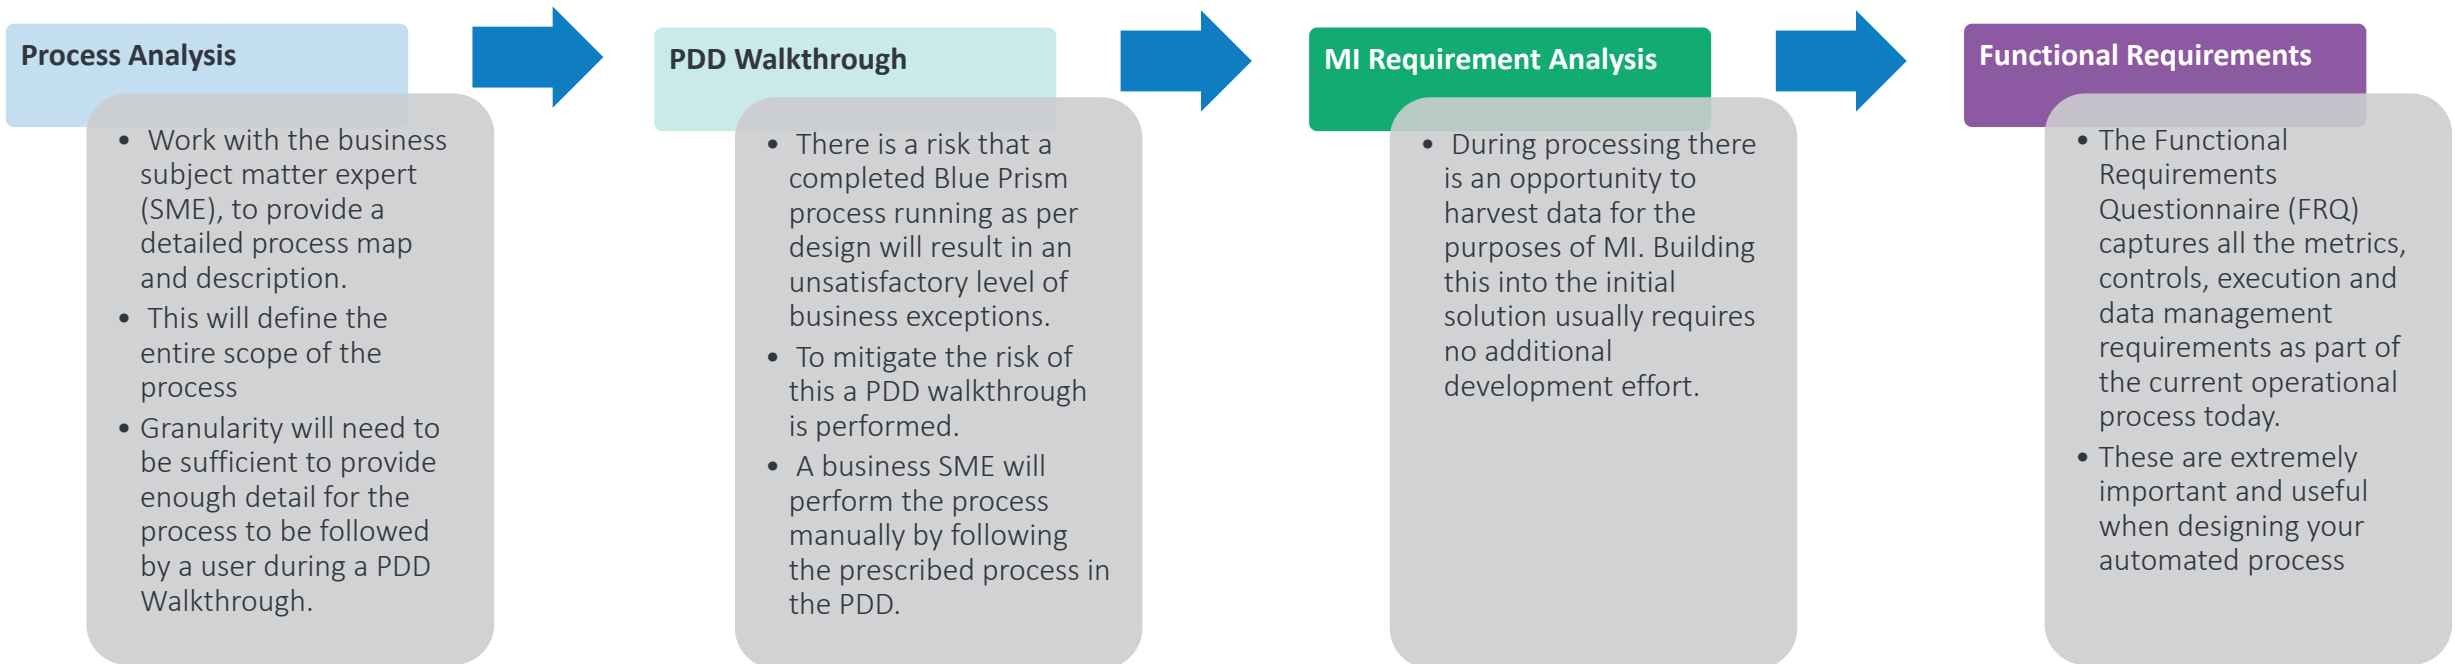 Process Analysis
• Work with the business
subject matter expert
(SME), to provide a
detailed process map
and description.
• This will define the
entire scope of the
process
• Granularity will need to
be sufficient to provide
enough detail for the
process to be followed
by a user during a PDD
Walkthrough.
PDD Walkthrough
• There is a risk that a
completed Blue Prism
process running as per
design will result in an
unsatisfactory level of
business exceptions.
• To mitigate the risk of
this a PDD walkthrough
is performed.
• A business SME will
perform the process
manually by following
the prescribed process in
the PDD.
MI Requirement Analysis
• During processing there
is an opportunity to
harvest data for the
purposes of MI. Building
this into the initial
solution usually requires
no additional
development effort.
Functional Requirements
• The Functional
Requirements
Questionnaire (FRQ)
captures all the metrics,
controls, execution and
data management
requirements as part of
the current operational
process today.
• These are extremely
important and useful
when designing your
automated process